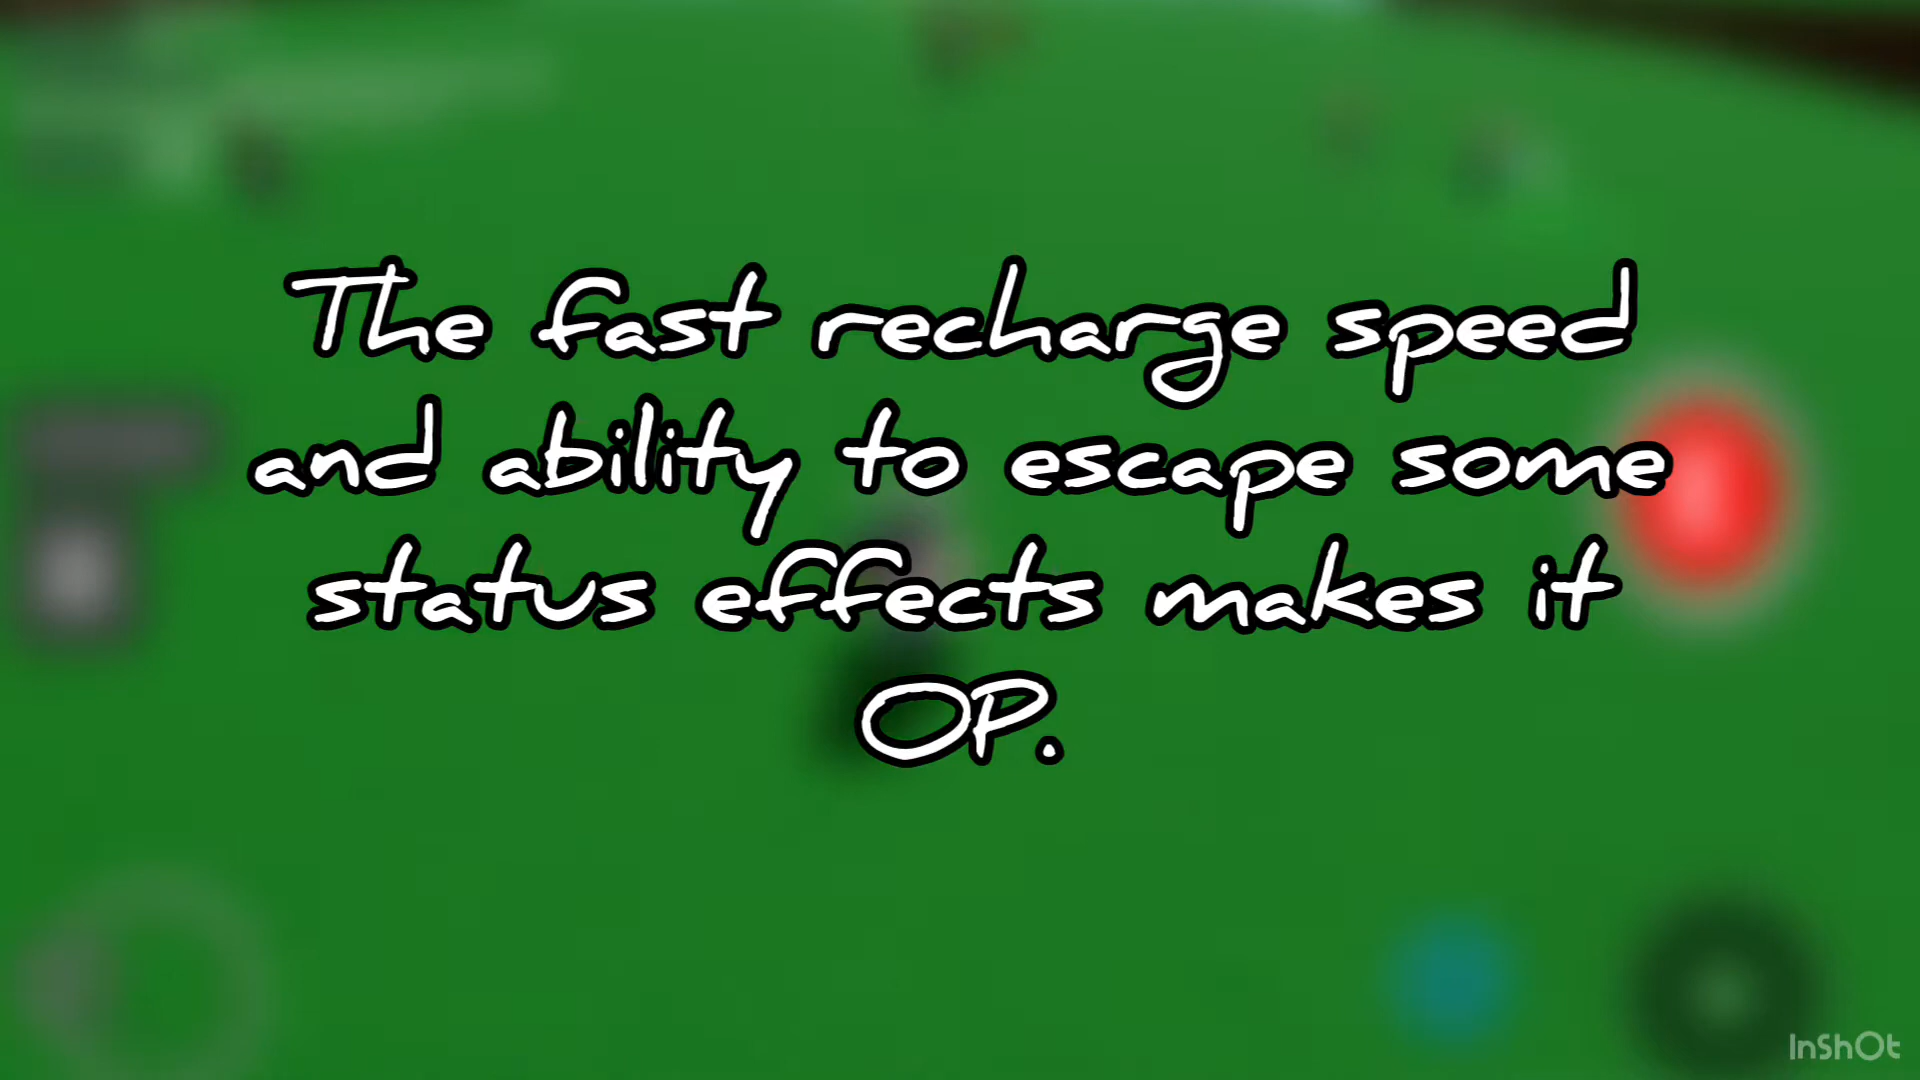 The fast recharge speed
and ability to escape some
status effects makes it
OP.
InShOt